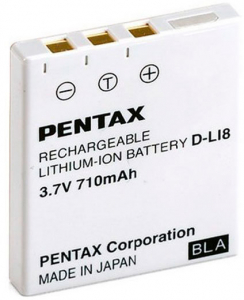 PENTAX
RECHARGEABLE
LITHIUM-ION BATTERY D-LI8
3.7V 710mAh
PENTAX Corporation
MADE IN JAPAN
BLA